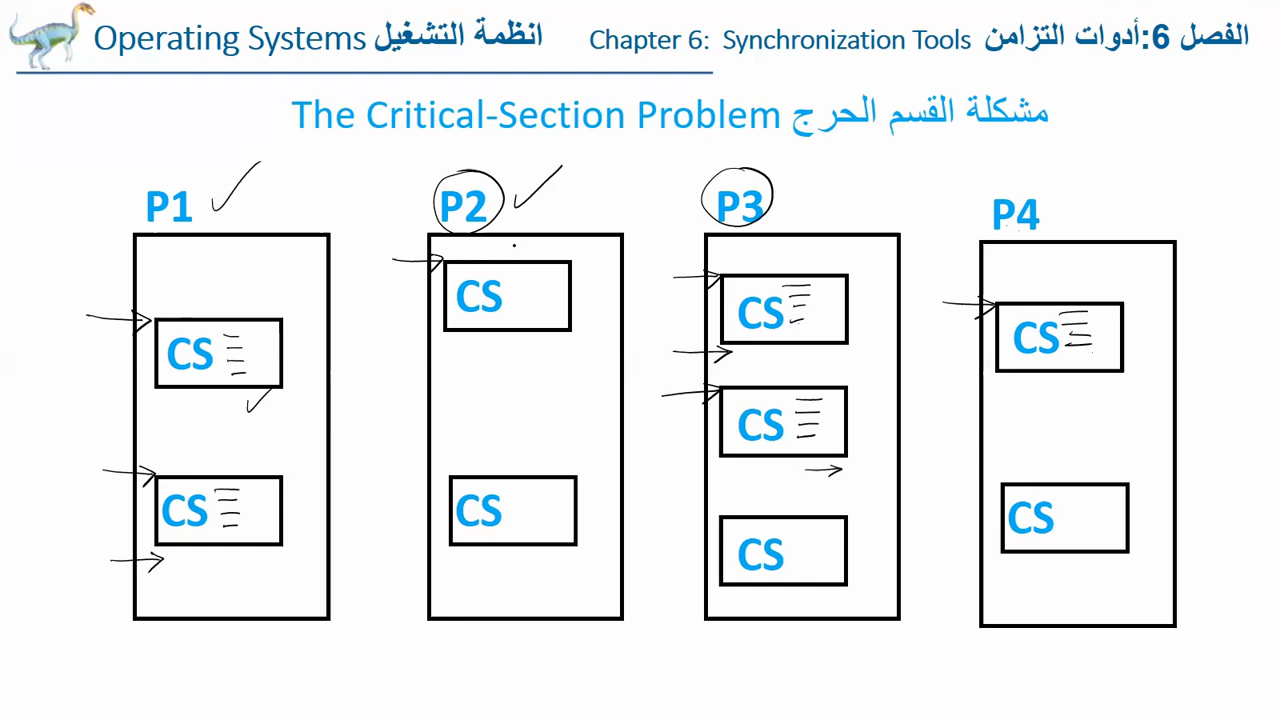 Operating Systems انظمة التشغيل Chapter 6: Synchronization Tools الفصل 6:أدوات التزامن
The Critical-Section Problem مشكلة القسم الحرج
P1 P2 P3 P4
CS CS CS CS
CS
CS CS CS
CS